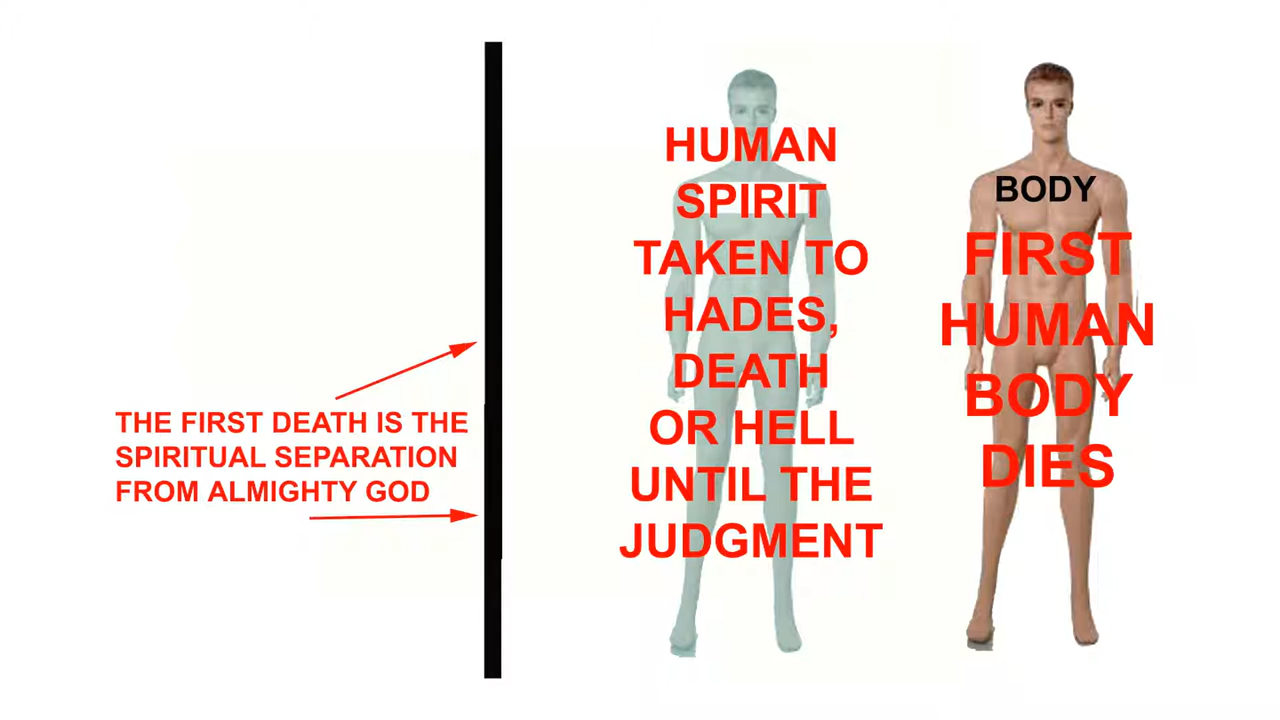 THE FIRST DEATH IS THE
SPIRITUAL SEPARATION
FROM ALMIGHTY GOD
HUMAN
SPIRIT
TAKEN TO
HADES,
DEATH
OR HELL
UNTIL THE
JUDGMENT
BODY
FIRST
HUMAN
BODY
DIES